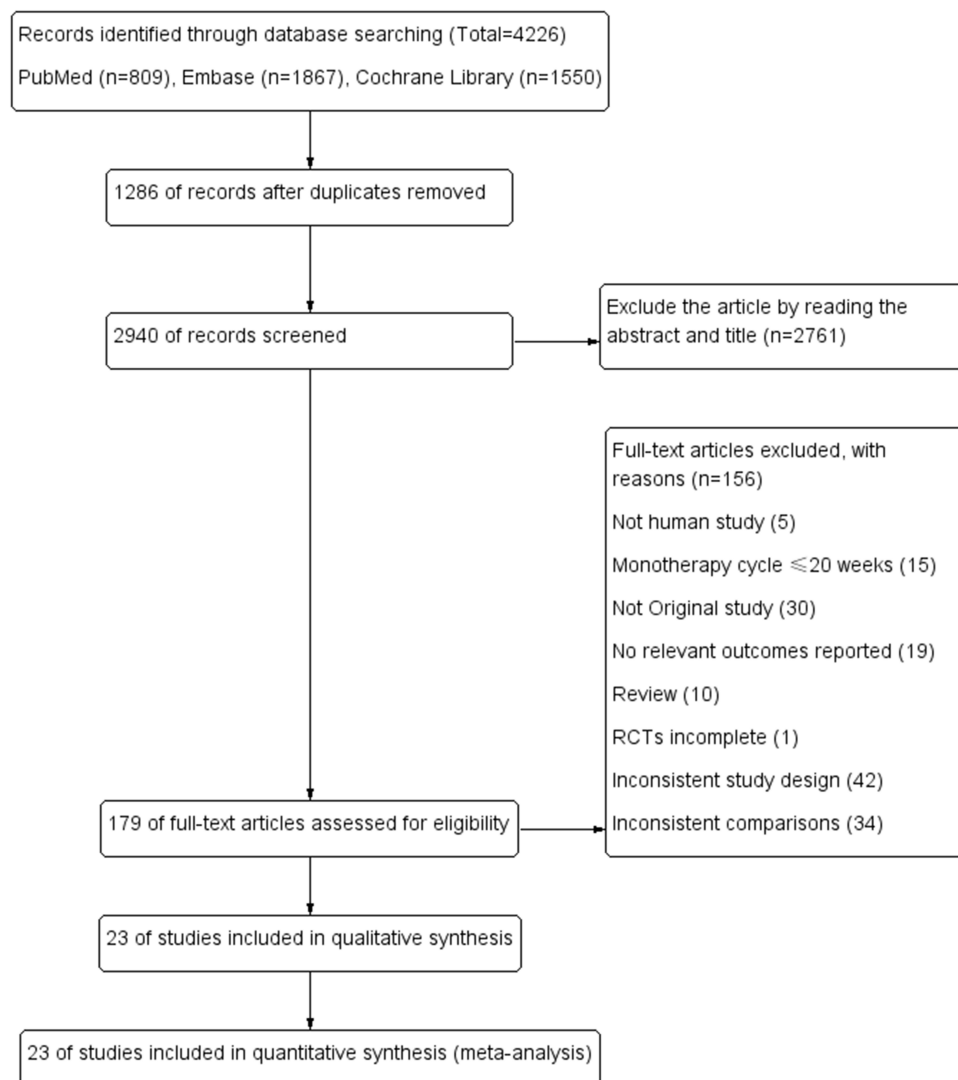 Records identified through database searching (Total=4226)
PubMed (n=809), Embase (n=1867), Cochrane Library (n=1550)
1286 of records after duplicates removed
2940 of records screened
Exclude the article by reading the
abstract and title (n=2761)
Full-text articles excluded, with
reasons (n=156)
Not human study (5)
Monotherapy cycle ⩽20 weeks (15)
Not Original study (30)
No relevant outcomes reported (19)
Review (10)
RCTs incomplete (1)
Inconsistent study design (42)
Inconsistent comparisons (34)
179 of full-text articles assessed for eligibility
23 of studies included in qualitative synthesis
23 of studies included in quantitative synthesis (meta-analysis)